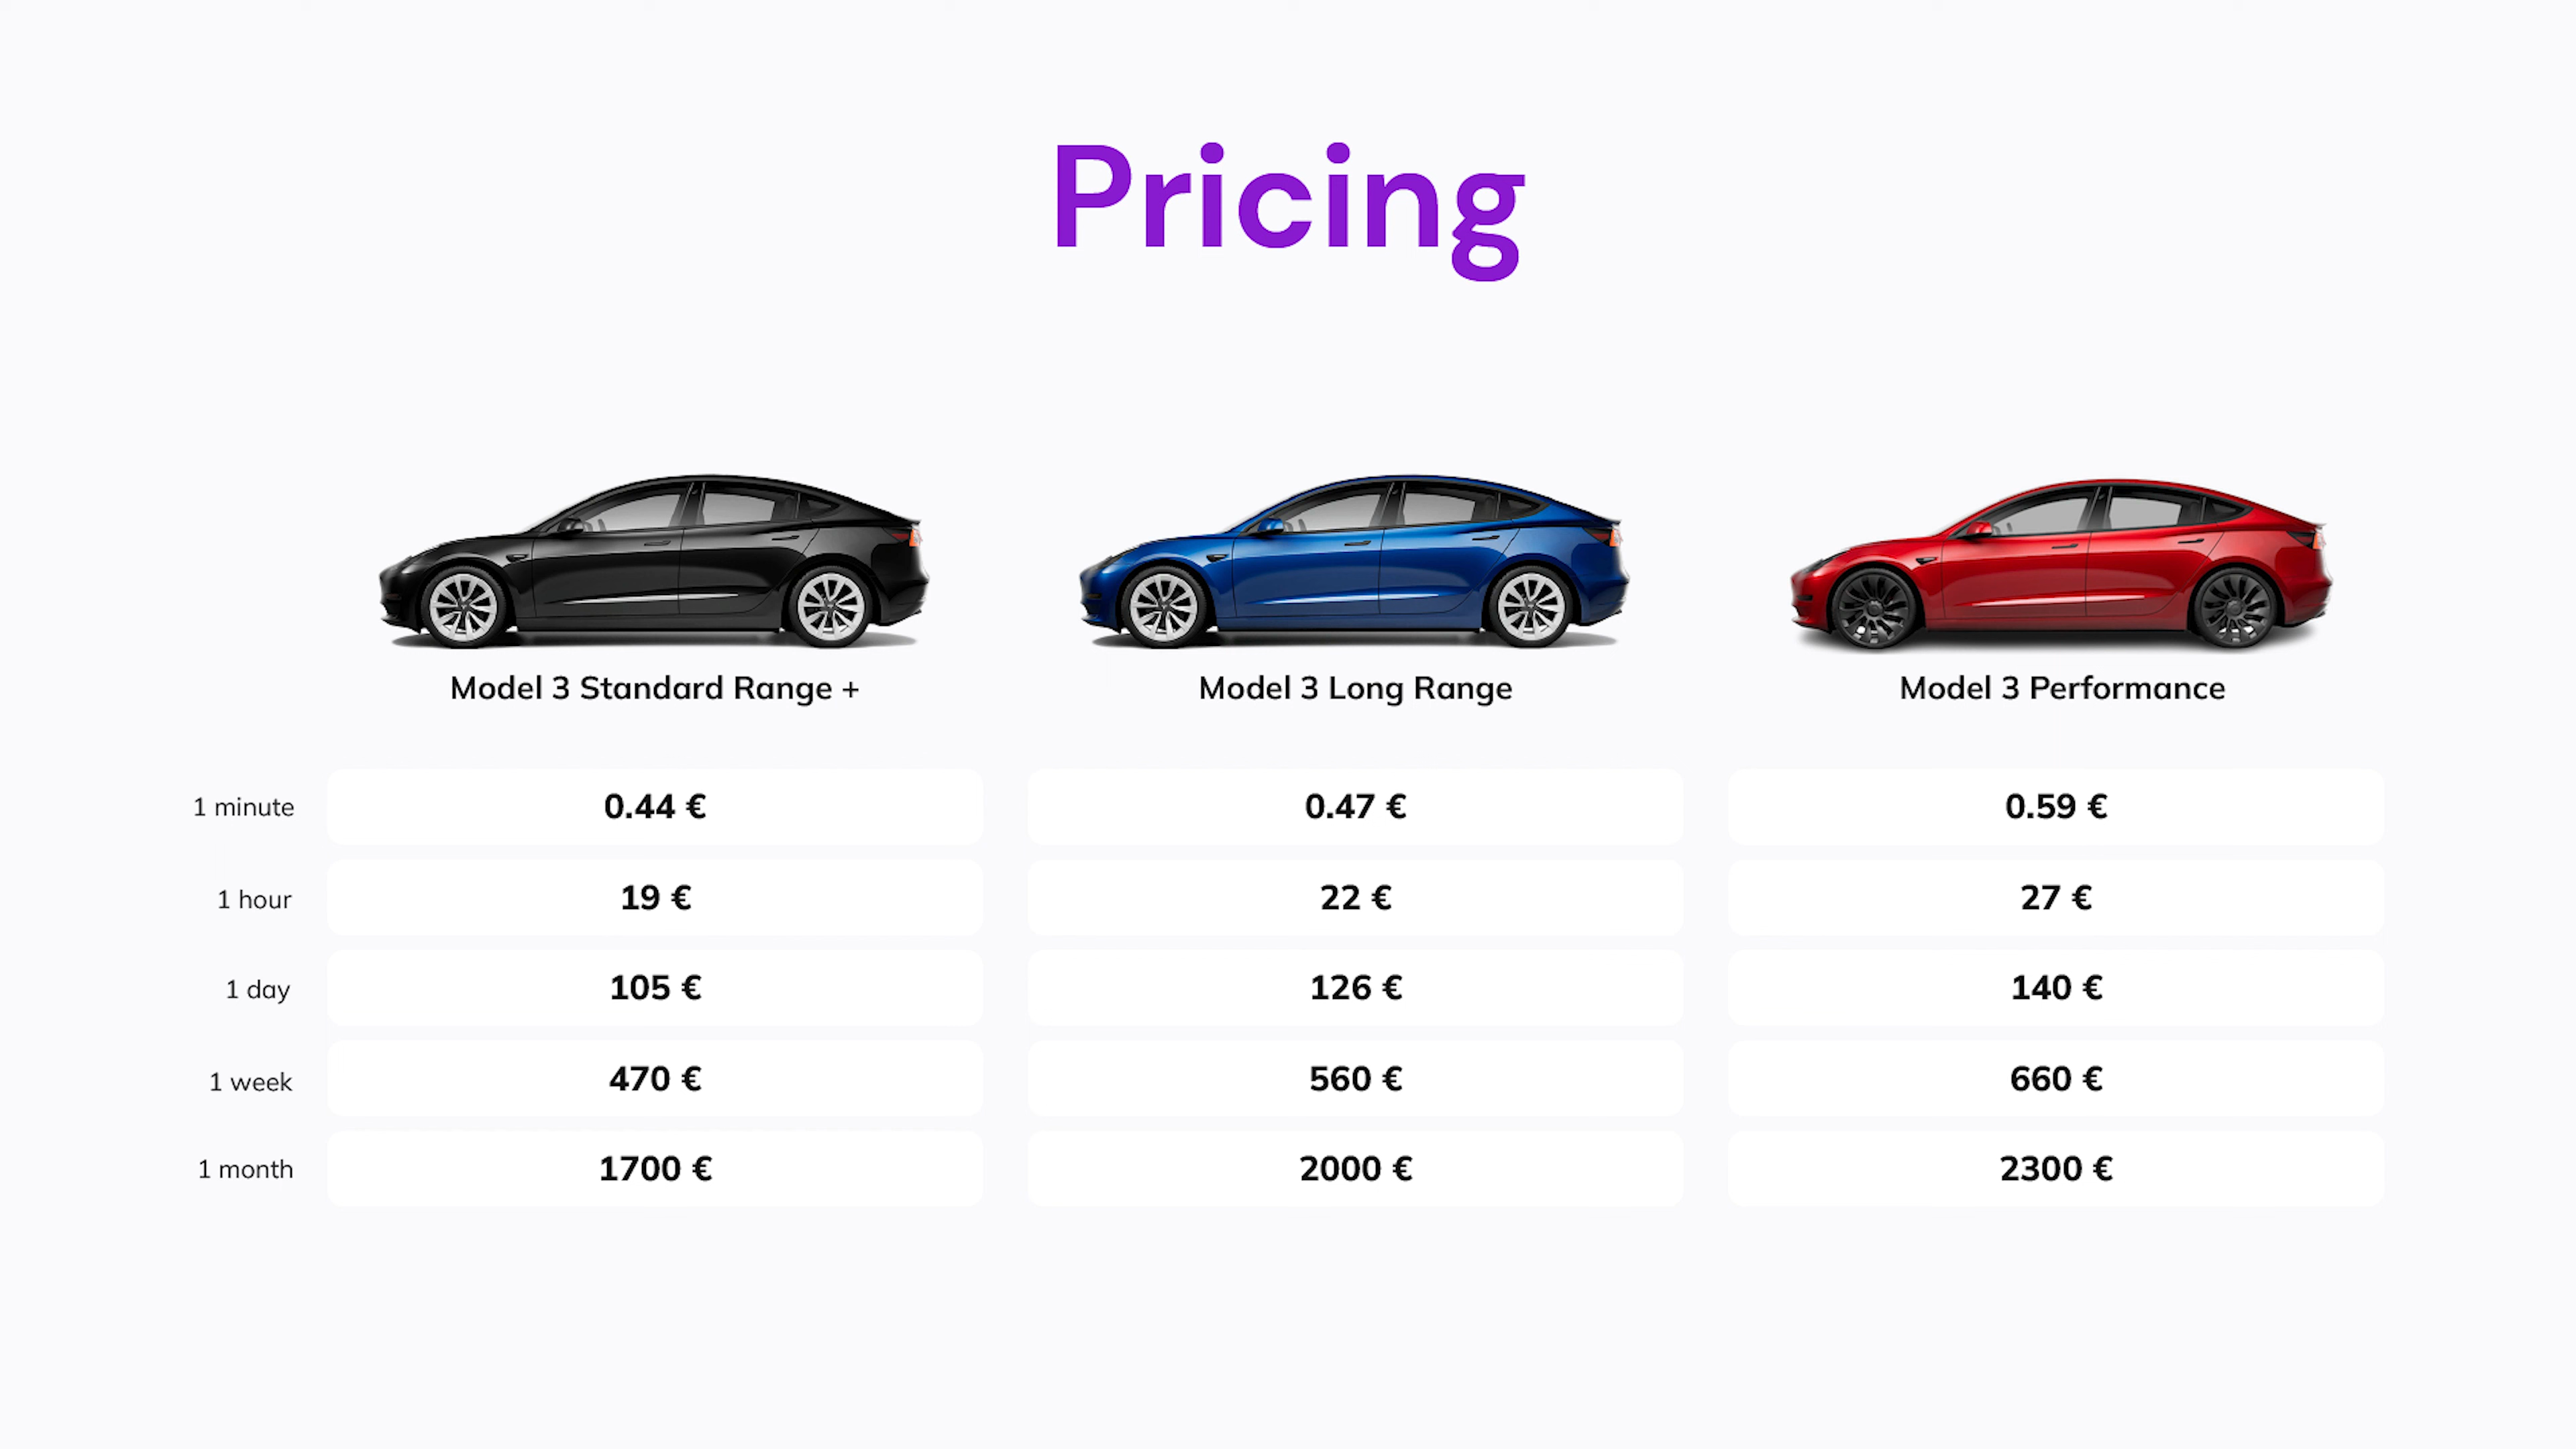 Pricing
Model 3 Standard Range +
Model 3 Long Range
Model 3 Performance
1 minute 0.44 € 0.47 € 0.59 €
1 hour 19 € 22 € 27 €
1 day 105 € 126 € 140 €
1 week 470 € 560 € 660 €
1 month 1700 € 2000 € 2300 €